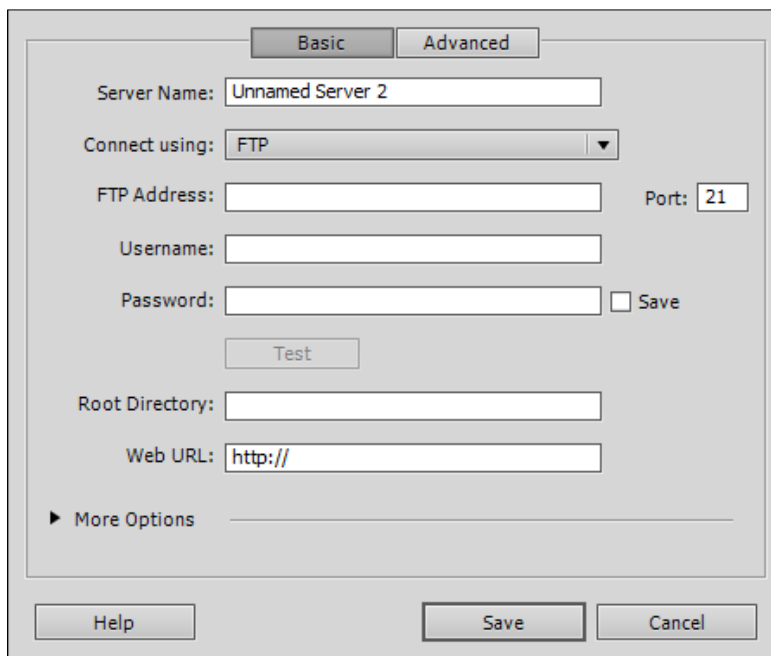 Basic Advanced
Server Name: Unnamed Server 2
Connect using: FTP
FTP Address: Port: 21
Username:
Password: Save
Test
Root Directory:
Web URL: http://
More Options
Help Save Cancel